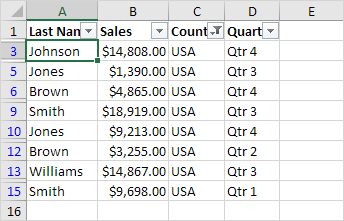 A B C D E
1 Last Nan Sales Count Quart
3 Johnson $14,808.00 USA Qtr 4
5 Jones $1,390.00 USA Qtr 3
6 Brown $4,865.00 USA Qtr 4
9 Smith $18,919.00 USA Qtr 3
10 Jones $9,213.00 USA Qtr 4
12 Brown $3,255.00 USA Qtr 2
13 Williams $14,867.00 USA Qtr 3
15 Smith $9,698.00 USA Qtr 1
16